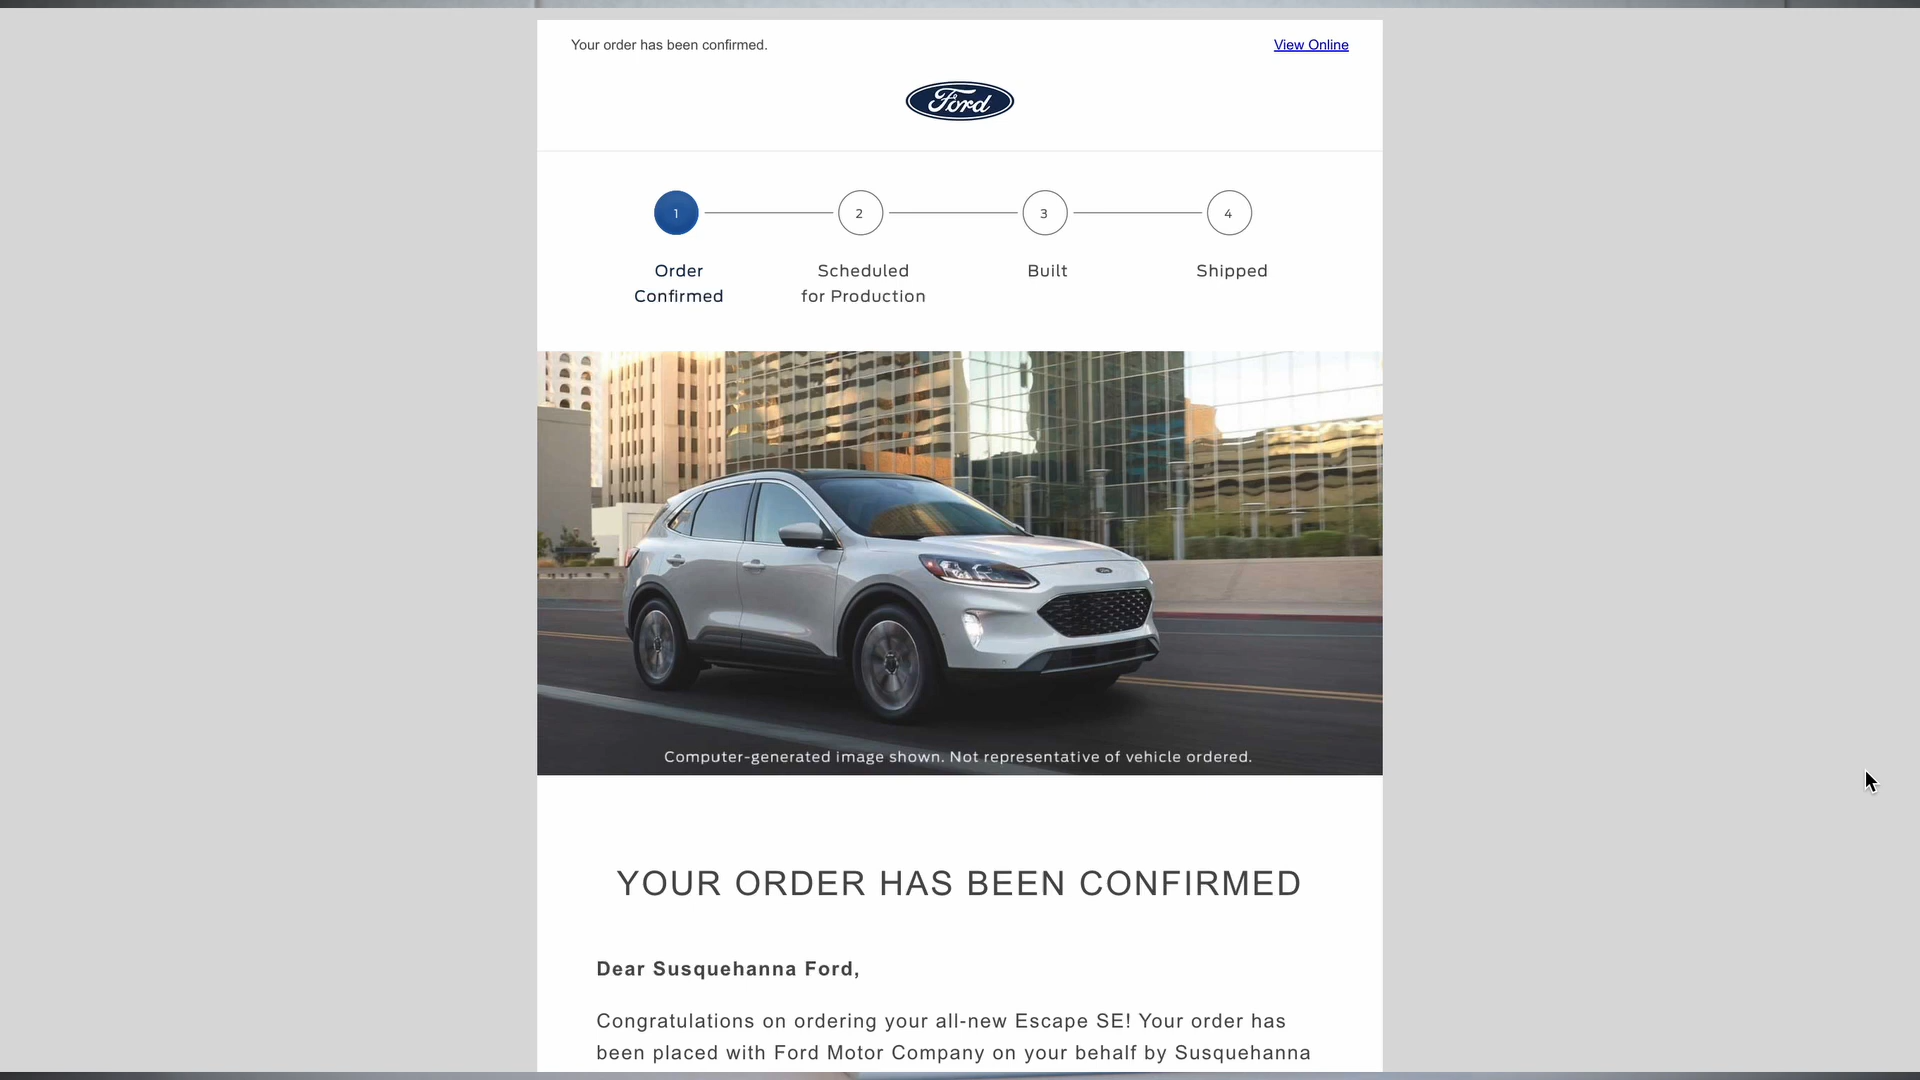 Your order has been confirmed.
View Online
Ford
1
2
3
4
Order
Confirmed
Scheduled
for Production
Built
Shipped
Computer-generated image shown. Not representative of vehicle ordered.
YOUR ORDER HAS BEEN CONFIRMED
Dear Susquehanna Ford,
Congratulations on ordering your all-new Escape SE! Your order has
been placed with Ford Motor Company on your behalf by Susquehanna